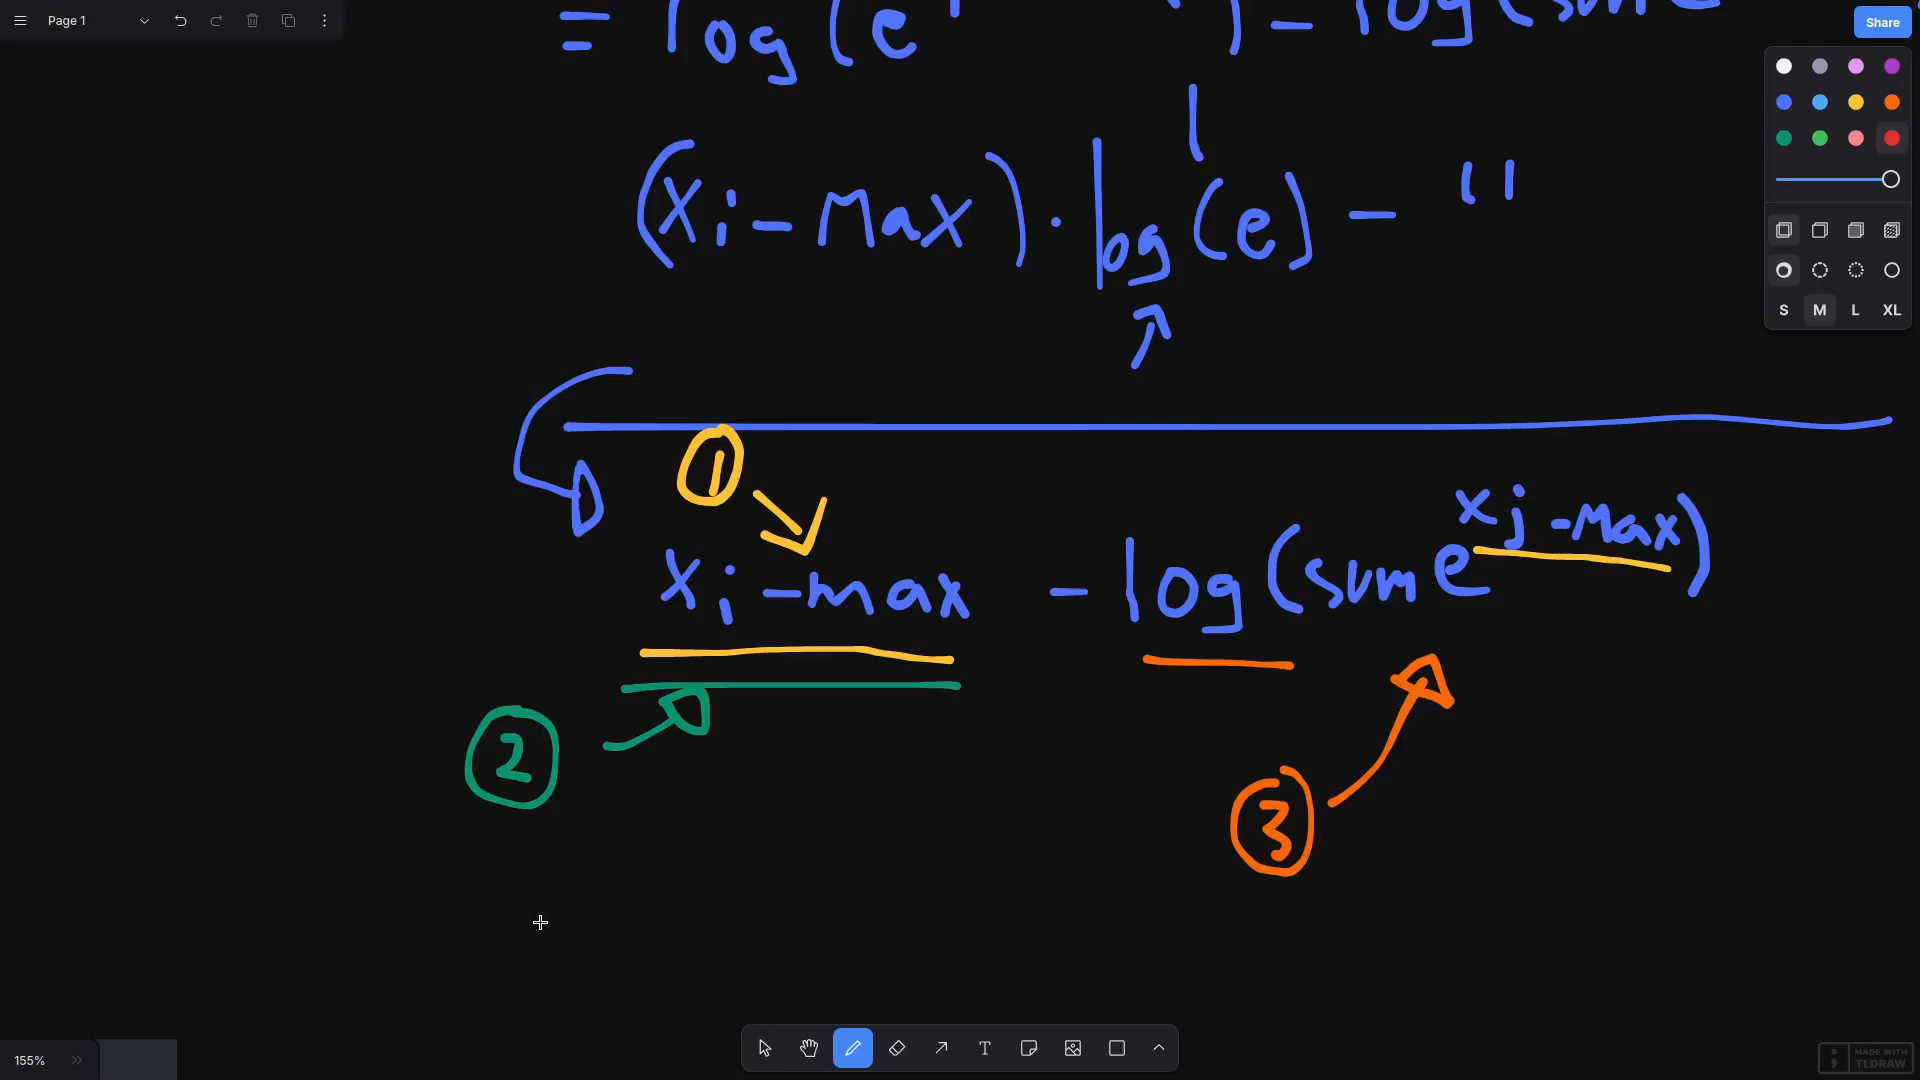 Page 1
Share
= log(e ) - log(sum e
1
(Xi - Max) · log(e) - "
S M L XL
1
xi - max - log(sum e^xj - Max)
2
3
155%
MADE WITH
TLDRAW